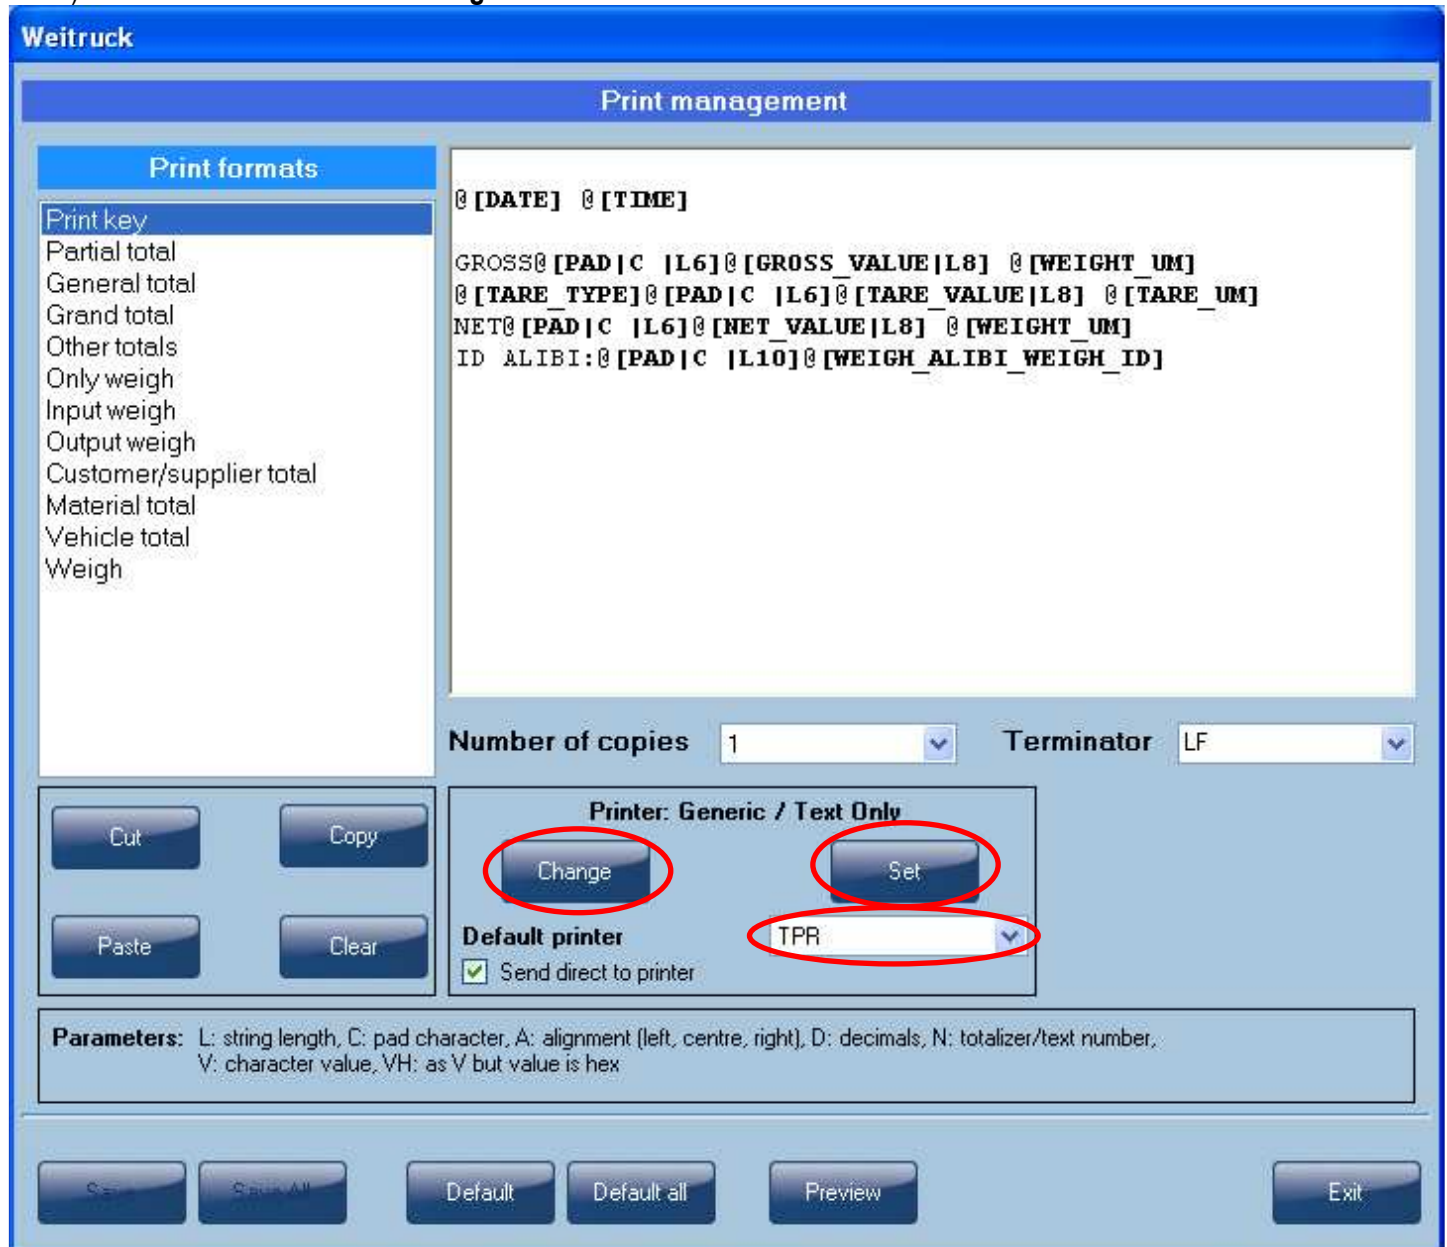 Weitruck
Print management
Print formats
Print key
Partial total
General total
Grand total
Other totals
Only weigh
Input weigh
Output weigh
Customer/supplier total
Material total
Vehicle total
Weigh
@[DATE] @[TIME]
GROSS@[PAD|C |L6]@[GROSS_VALUE|L8] @[WEIGHT_UM]
@[TARE_TYPE]@[PAD|C |L6]@[TARE_VALUE|L8] @[TARE_UM]
NET@[PAD|C |L6]@[NET_VALUE|L8] @[WEIGHT_UM]
ID ALIBI:@[PAD|C |L10]@[WEIGH_ALIBI_WEIGH_ID]
Number of copies 1 Terminator LF
Cut Copy
Paste Clear
Printer: Generic / Text Only
Change Set
Default printer TPR
Send direct to printer
Parameters: L: string length, C: pad character, A: alignment (left, centre, right), D: decimals, N: totalizer/text number,
V: character value, VH: as V but value is hex
Save Save All Default Default all Preview Exit